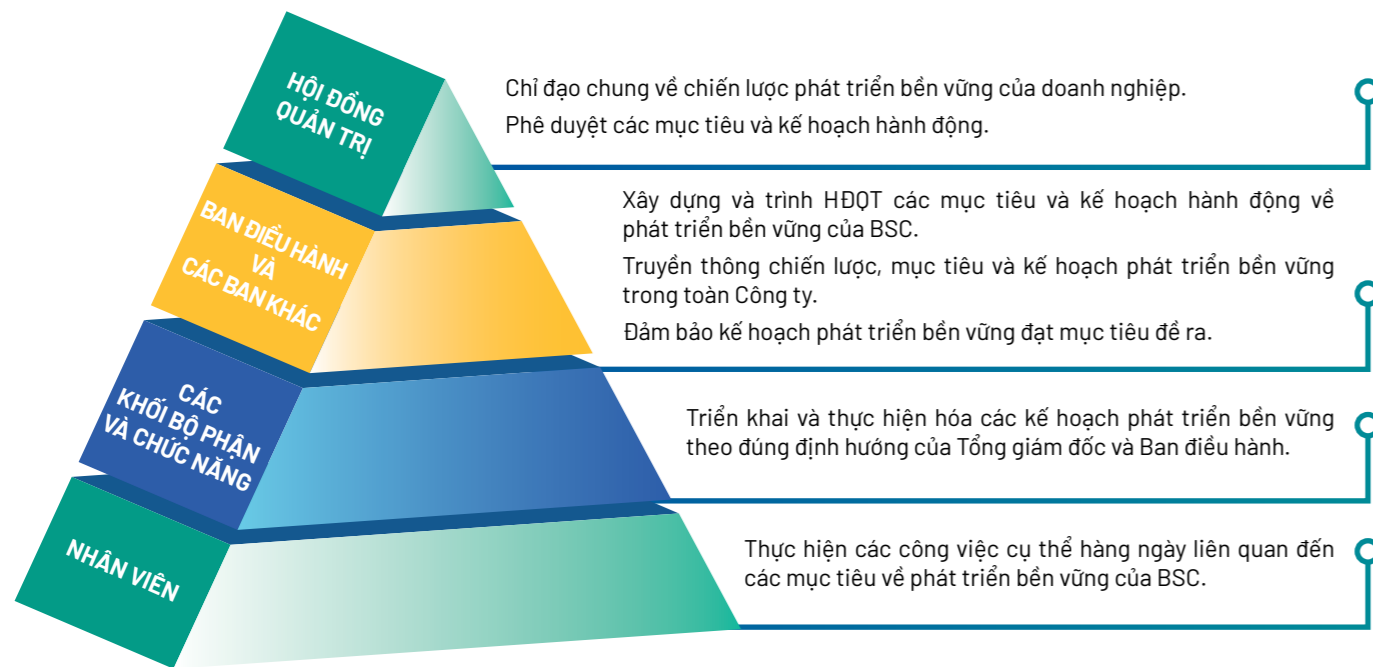 HỘI ĐỒNG
QUẢN TRỊ
Chỉ đạo chung về chiến lược phát triển bền vững của doanh nghiệp.
Phê duyệt các mục tiêu và kế hoạch hành động.
BAN ĐIỀU HÀNH
VÀ
CÁC BAN KHÁC
Xây dựng và trình HĐQT các mục tiêu và kế hoạch hành động về
phát triển bền vững của BSC.
Truyền thông chiến lược, mục tiêu và kế hoạch phát triển bền vững
trong toàn Công ty.
Đảm bảo kế hoạch phát triển bền vững đạt mục tiêu đề ra.
CÁC
KHỐI BỘ PHẬN
VÀ CHỨC NĂNG
Triển khai và thực hiện hóa các kế hoạch phát triển bền vững
theo đúng định hướng của Tổng giám đốc và Ban điều hành.
NHÂN VIÊN
Thực hiện các công việc cụ thể hàng ngày liên quan đến
các mục tiêu về phát triển bền vững của BSC.